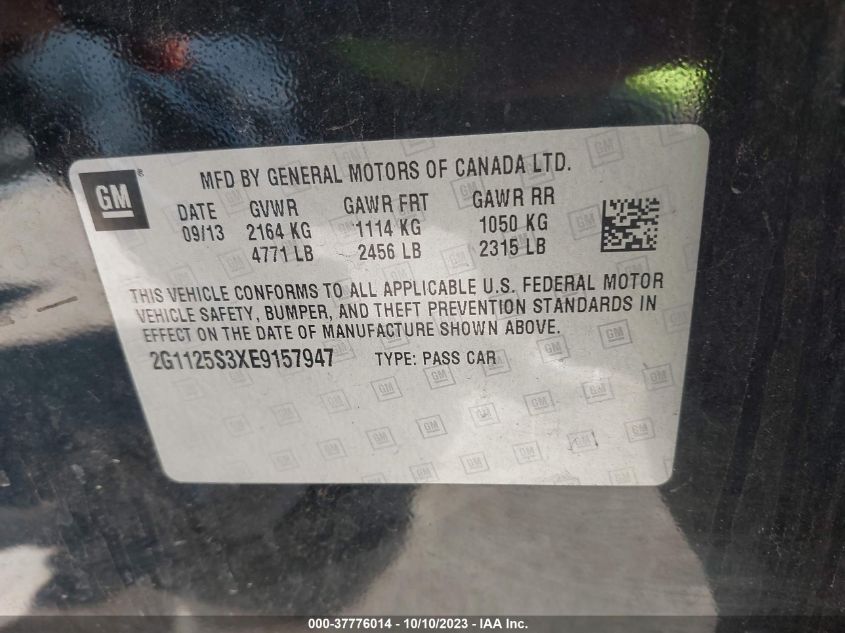 GM®
MFD BY GENERAL MOTORS OF CANADA LTD.
DATE GVWR GAWR FRT GAWR RR
09/13 2164 KG 1114 KG 1050 KG
4771 LB 2456 LB 2315 LB
THIS VEHICLE CONFORMS TO ALL APPLICABLE U.S. FEDERAL MOTOR
VEHICLE SAFETY, BUMPER, AND THEFT PREVENTION STANDARDS IN
EFFECT ON THE DATE OF MANUFACTURE SHOWN ABOVE.
2G1125S3XE9157947 TYPE: PASS CAR
000-37776014 - 10/10/2023 - IAA Inc.